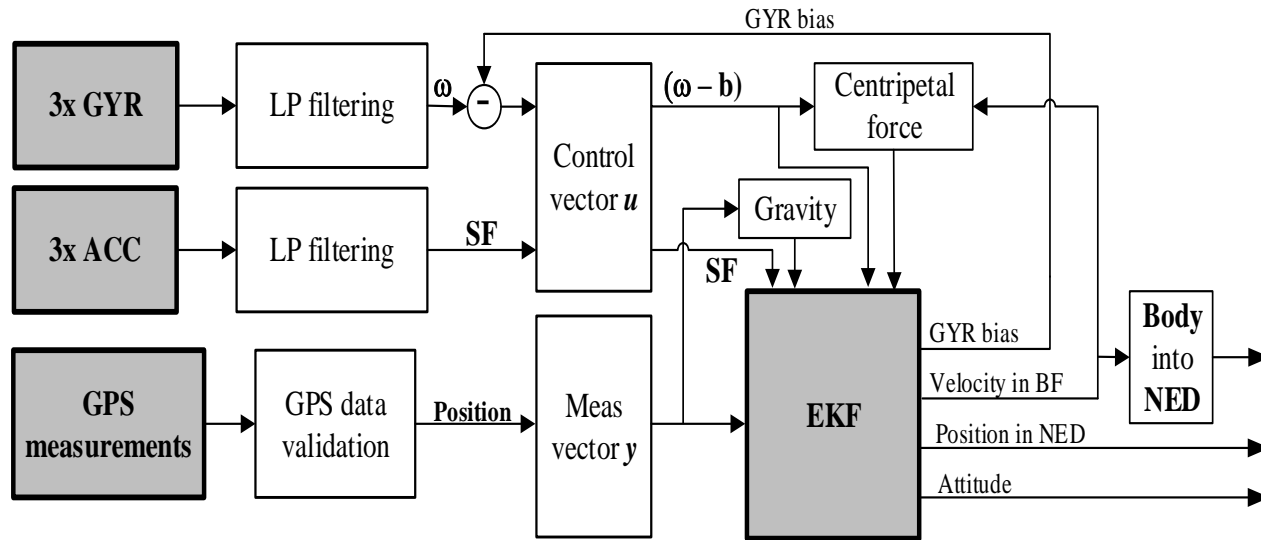 GYR bias
3x GYR
LP filtering
ω
-
(ω – b)
Centripetal
force
Control
vector u
Gravity
3x ACC
LP filtering
SF
SF
GPS
measurements
GPS data
validation
Position
Meas
vector y
EKF
GYR bias
Velocity in BF
Position in NED
Attitude
Body
into
NED